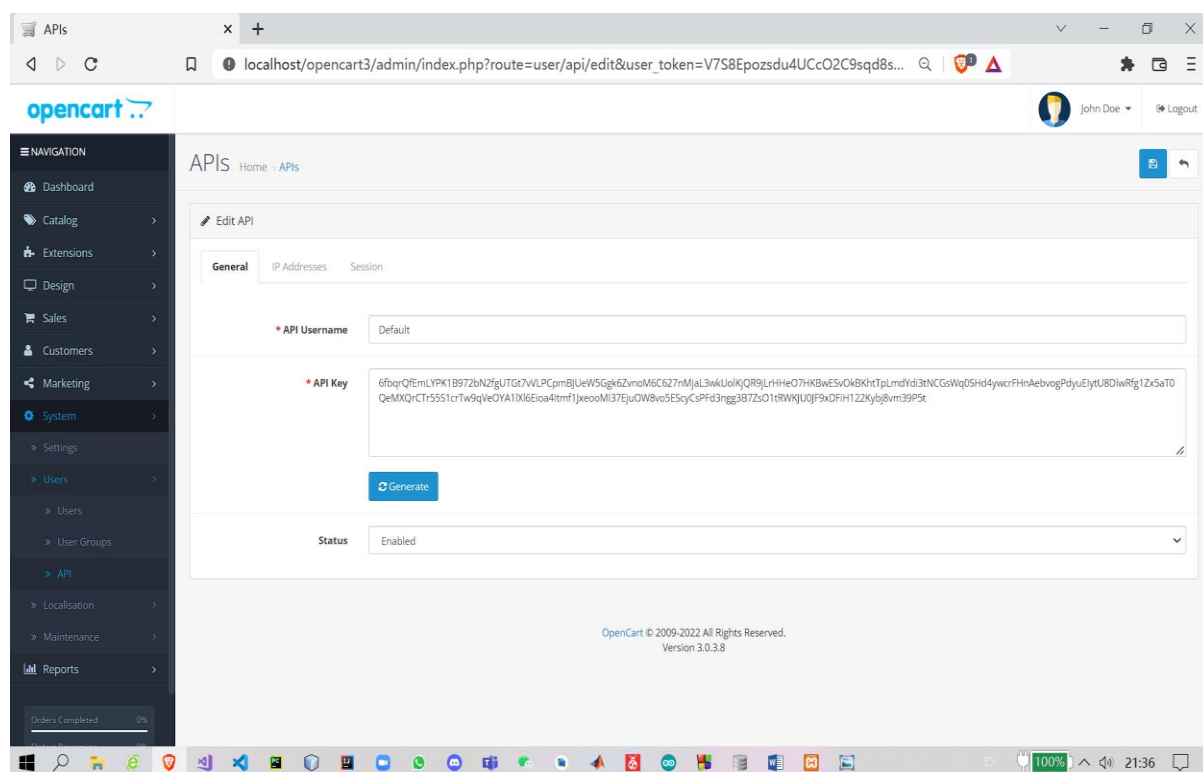 APIs
localhost/opencart3/admin/index.php?route=user/api/edit&user_token=V7S8Epozsdu4UCcO2C9sqd8s...
1
opencart
John Doe
Logout
NAVIGATION
APIs Home › APIs
Dashboard
Catalog
Edit API
Extensions
General IP Addresses Session
Design
Sales
* API Username Default
Customers
Marketing
* API Key
System
» Settings
» Users
Generate
» Users
» User Groups
Status Enabled
» API
» Localisation
OpenCart © 2009-2022 All Rights Reserved.
» Maintenance
Version 3.0.3.8
Reports
Orders Completed 0%
100% 21:36